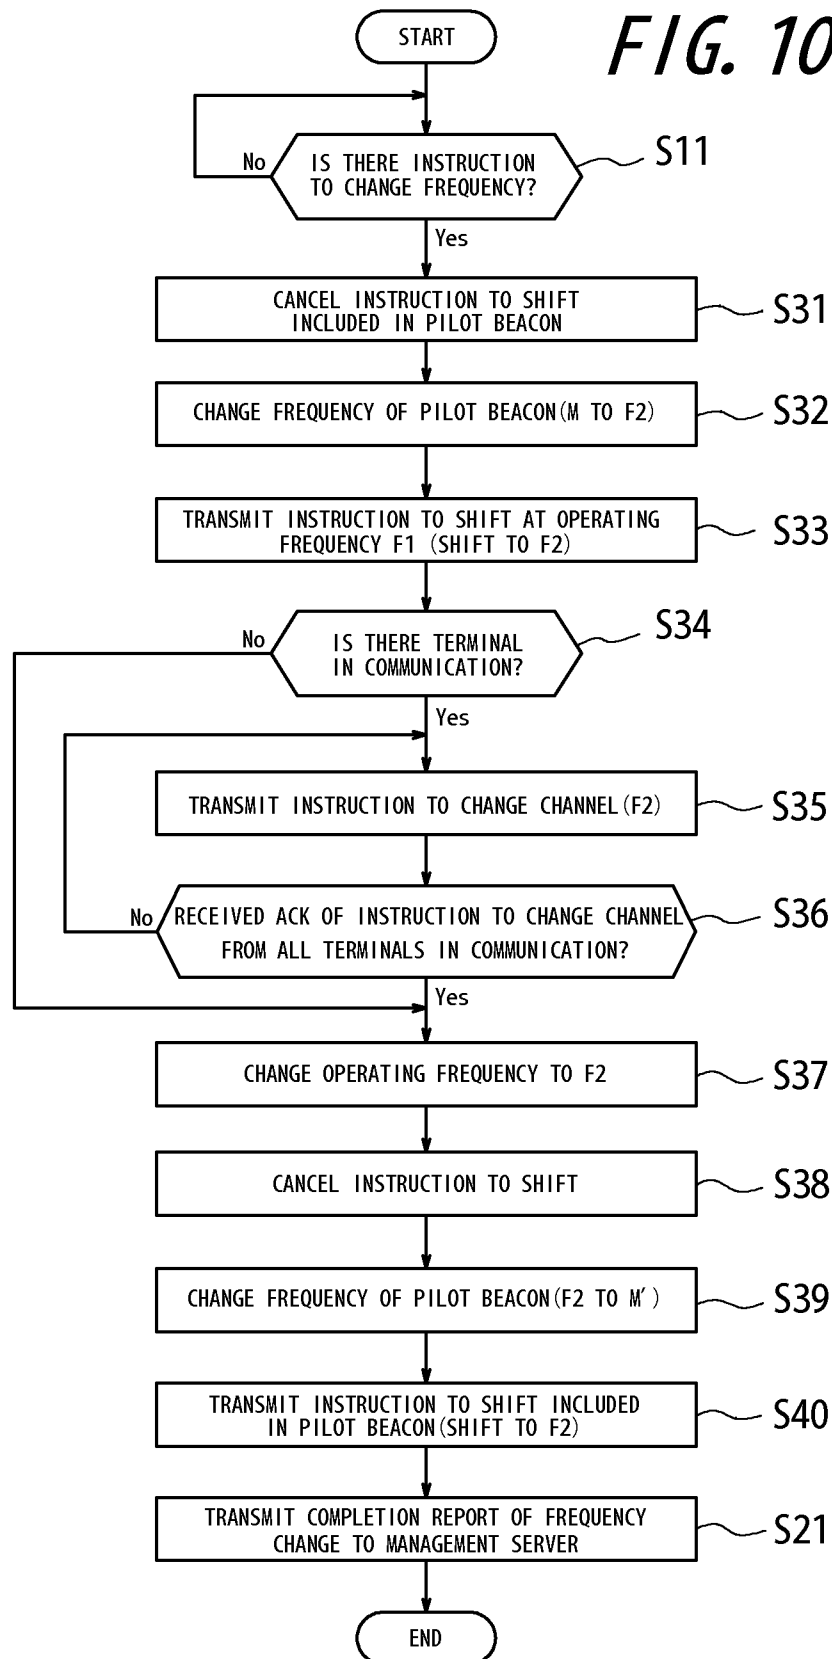 FIG. 10
START
IS THERE INSTRUCTION
TO CHANGE FREQUENCY?
S11
No
Yes
CANCEL INSTRUCTION TO SHIFT
INCLUDED IN PILOT BEACON
S31
CHANGE FREQUENCY OF PILOT BEACON(M TO F2)
S32
TRANSMIT INSTRUCTION TO SHIFT AT OPERATING
FREQUENCY F1 (SHIFT TO F2)
S33
IS THERE TERMINAL
IN COMMUNICATION?
S34
No
Yes
TRANSMIT INSTRUCTION TO CHANGE CHANNEL(F2)
S35
RECEIVED ACK OF INSTRUCTION TO CHANGE CHANNEL
FROM ALL TERMINALS IN COMMUNICATION?
S36
No
Yes
CHANGE OPERATING FREQUENCY TO F2
S37
CANCEL INSTRUCTION TO SHIFT
S38
CHANGE FREQUENCY OF PILOT BEACON(F2 TO M′)
S39
TRANSMIT INSTRUCTION TO SHIFT INCLUDED
IN PILOT BEACON(SHIFT TO F2)
S40
TRANSMIT COMPLETION REPORT OF FREQUENCY
CHANGE TO MANAGEMENT SERVER
S21
END